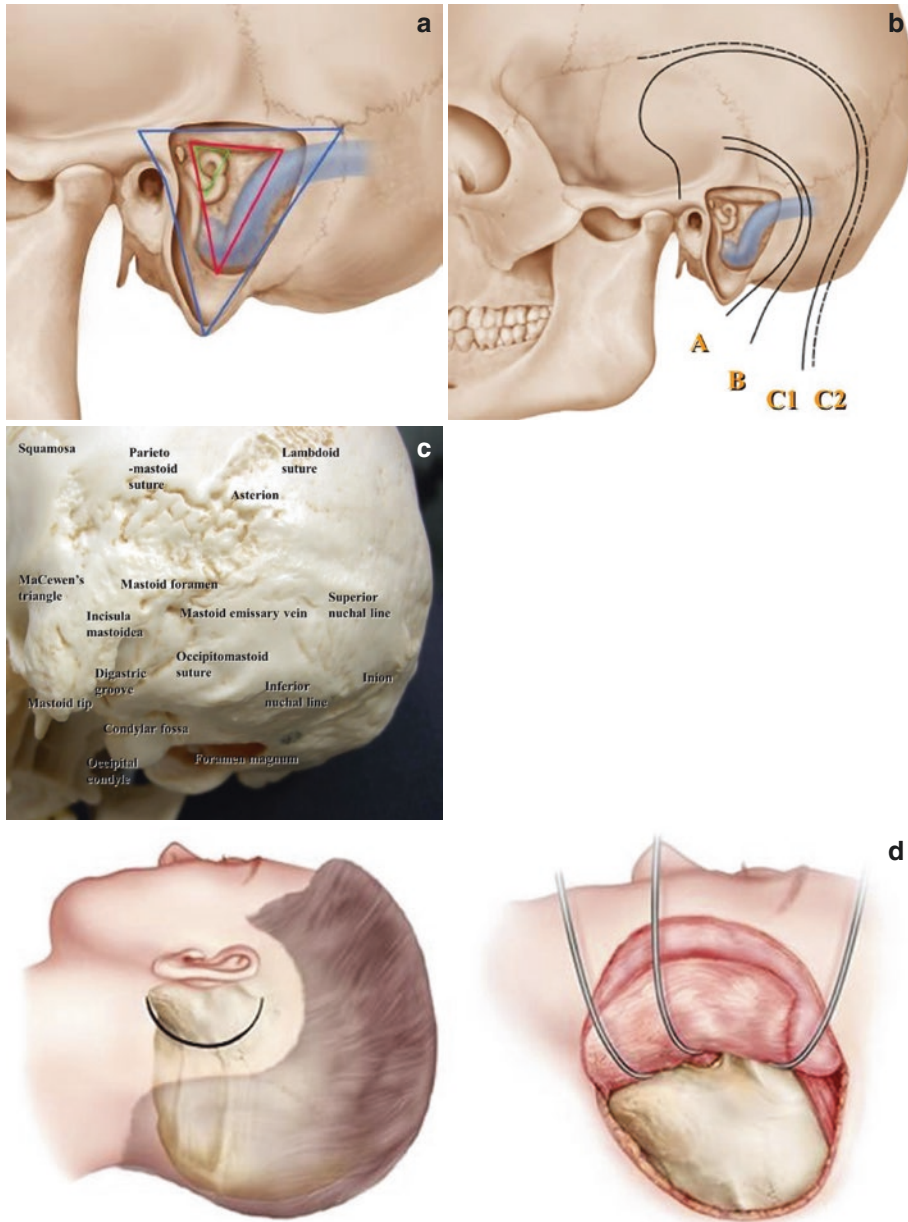 a
b
A
B
C1 C2
c
Squamosa
Parieto
-mastoid
suture
Lambdoid
suture
Asterion
MaCewen's
triangle
Mastoid foramen
Incisula
mastoidea
Mastoid emissary vein
Superior
nuchal line
Occipitomastoid
suture
Digastric
groove
Inion
Inferior
nuchal line
Mastoid tip
Condylar fossa
Foramen magnum
Occipital
condyle
d